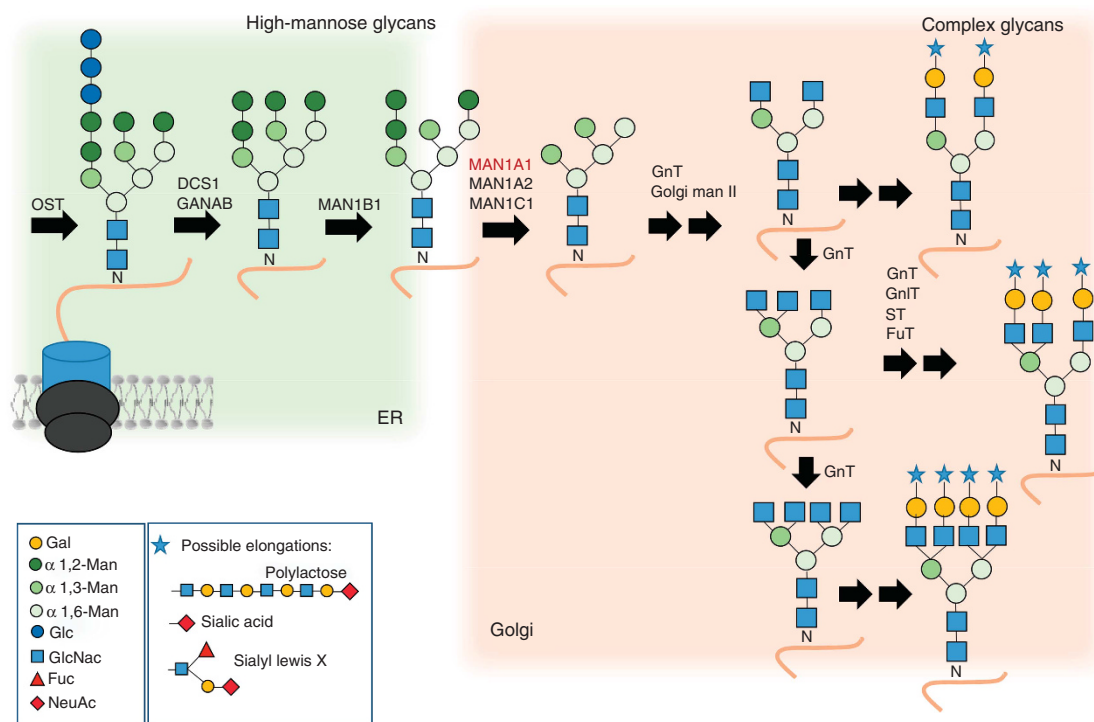 High-mannose glycans
Complex glycans
OST
DCS1
GANAB
MAN1B1
MAN1A1
MAN1A2
MAN1C1
GnT
Golgi man II
N
N
N
N
N
N
GnT
GnT
GnlT
ST
FuT
N
N
ER
GnT
N
N
Golgi
Gal
α 1,2-Man
α 1,3-Man
α 1,6-Man
Glc
GlcNac
Fuc
NeuAc
Possible elongations:
Polylactose
Sialic acid
Sialyl lewis X